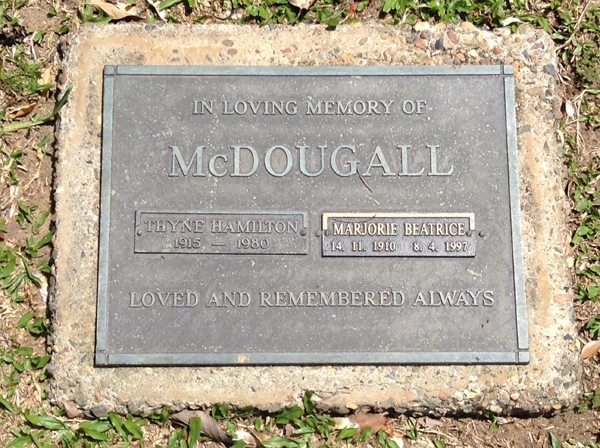 IN LOVING MEMORY OF
McDOUGALL
THYNE HAMILTON
1915 — 1980
MARJORIE BEATRICE
14. 11. 1910 8. 4. 1997
LOVED AND REMEMBERED ALWAYS